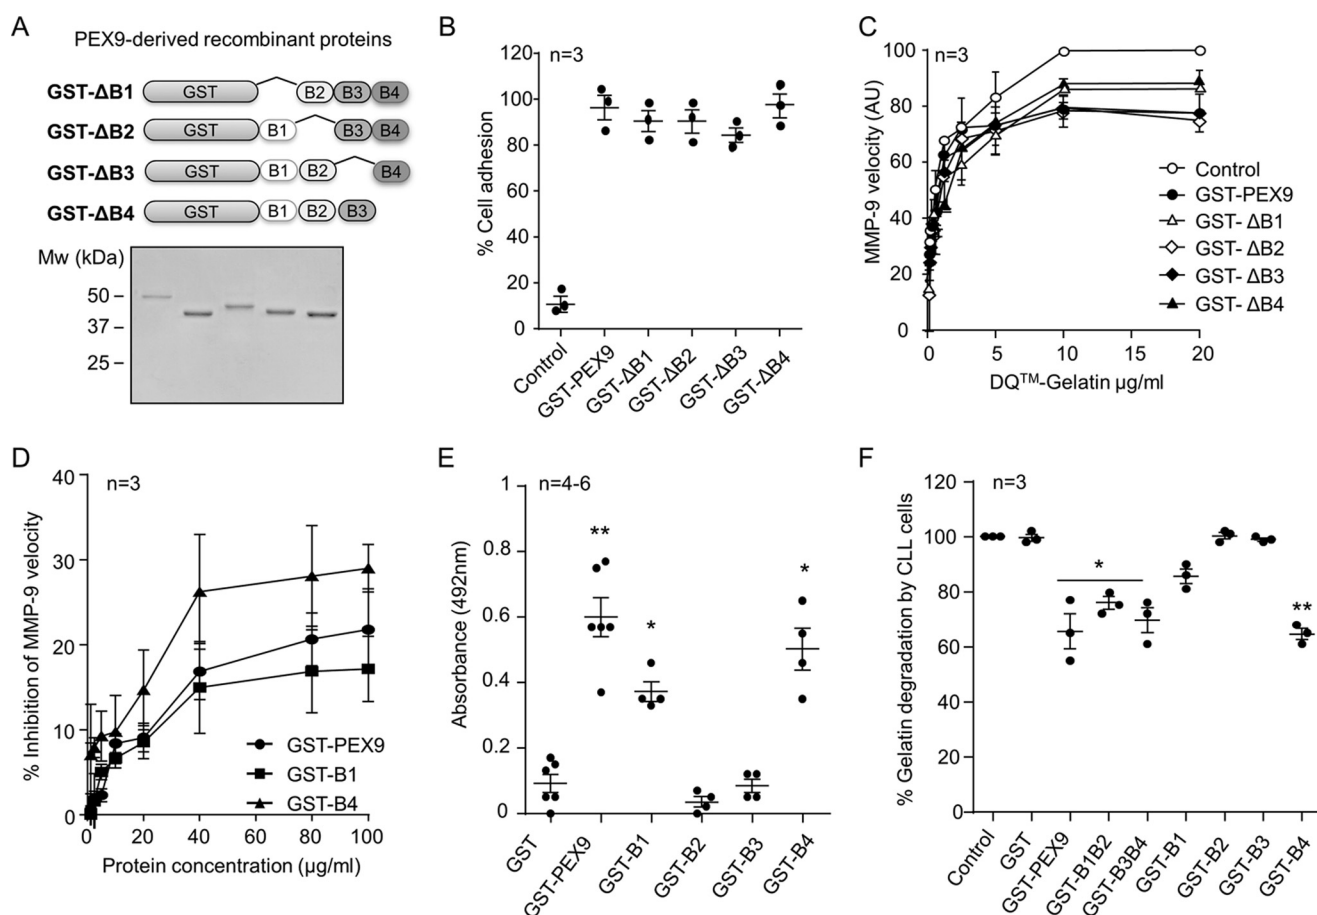 A
PEX9-derived recombinant proteins
GST-ΔB1 GST B2 B3 B4
GST-ΔB2 GST B1 B3 B4
GST-ΔB3 GST B1 B2 B4
GST-ΔB4 GST B1 B2 B3
Mw (kDa)
50
37
25
B
n=3
% Cell adhesion
120
100
80
60
40
20
0
Control
GST-PEX9
GST-ΔB1
GST-ΔB2
GST-ΔB3
GST-ΔB4
C
n=3
MMP-9 velocity (AU)
100
80
60
40
20
0
Control
GST-PEX9
GST- ΔB1
GST- ΔB2
GST- ΔB3
GST- ΔB4
0 5 10 15 20
DQ™-Gelatin µg/ml
D
n=3
% Inhibition of MMP-9 velocity
40
30
20
10
0
GST-PEX9
GST-B1
GST-B4
0 20 40 60 80 100
Protein concentration (µg/ml)
E
n=4-6
Absorbance (492nm)
1
0.8
0.6
0.4
0.2
0
**
*
*
GST
GST-PEX9
GST-B1
GST-B2
GST-B3
GST-B4
F
n=3
% Gelatin degradation by CLL cells
120
100
80
60
40
20
0
*
**
Control
GST
GST-PEX9
GST-B1B2
GST-B3B4
GST-B1
GST-B2
GST-B3
GST-B4